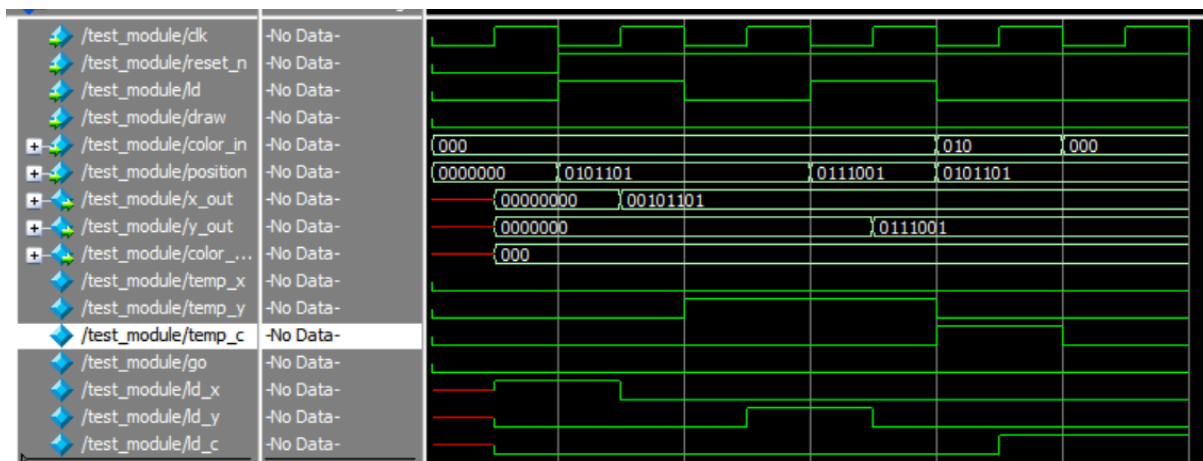 /test_module/clk -No Data-
/test_module/reset_n -No Data-
/test_module/ld -No Data-
/test_module/draw -No Data-
/test_module/color_in -No Data- 000 010 000
/test_module/position -No Data- 0000000 0101101 0111001 0101101
/test_module/x_out -No Data- 00000000 00101101
/test_module/y_out -No Data- 0000000 0111001
/test_module/color_... -No Data- 000
/test_module/temp_x -No Data-
/test_module/temp_y -No Data-
/test_module/temp_c -No Data-
/test_module/go -No Data-
/test_module/ld_x -No Data-
/test_module/ld_y -No Data-
/test_module/ld_c -No Data-